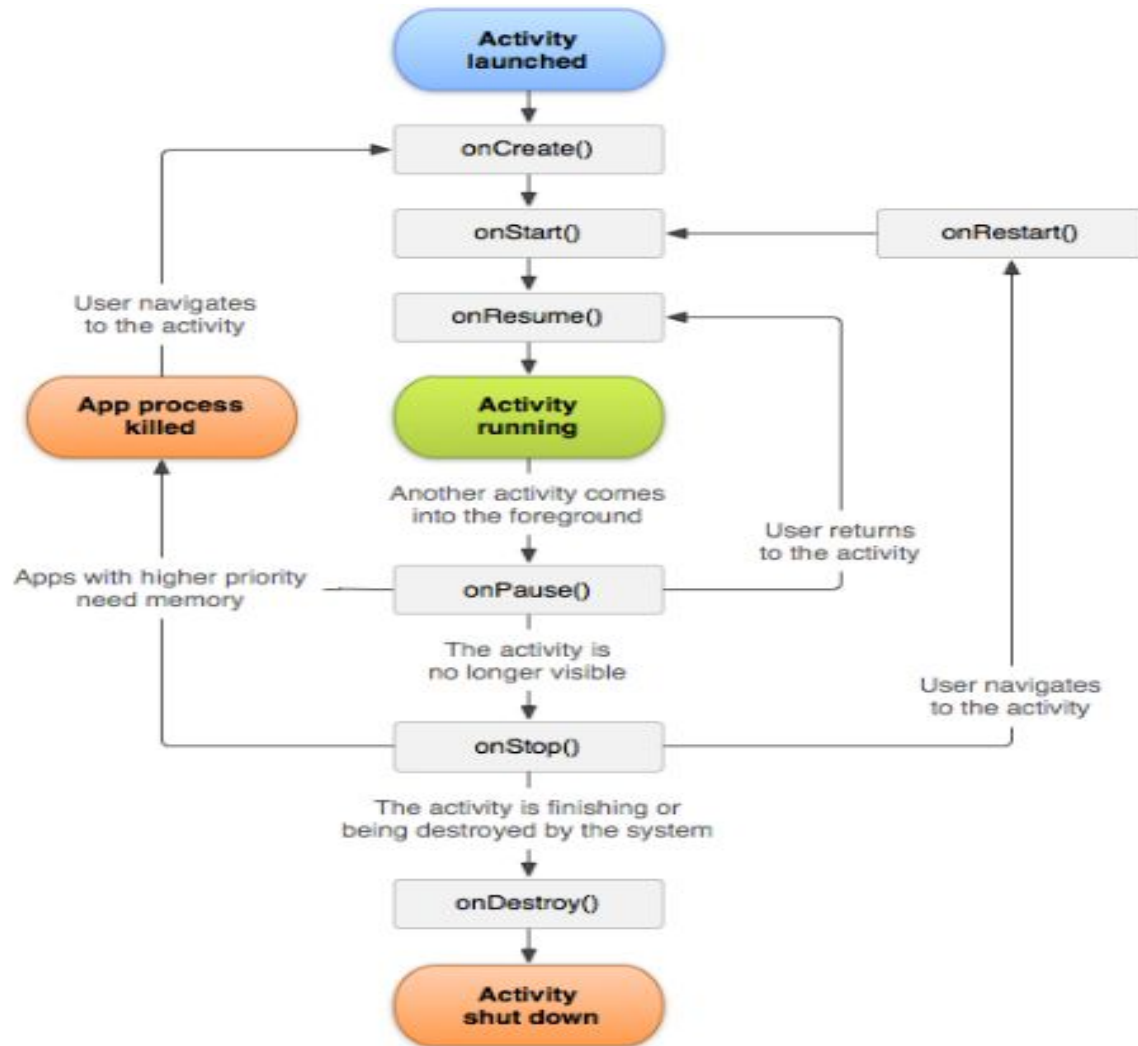 Activity
launched
onCreate()
onStart()
onRestart()
User navigates
to the activity
onResume()
App process
killed
Activity
running
Another activity comes
into the foreground
User returns
to the activity
Apps with higher priority
need memory
onPause()
The activity is
no longer visible
User navigates
to the activity
onStop()
The activity is finishing or
being destroyed by the system
onDestroy()
Activity
shut down